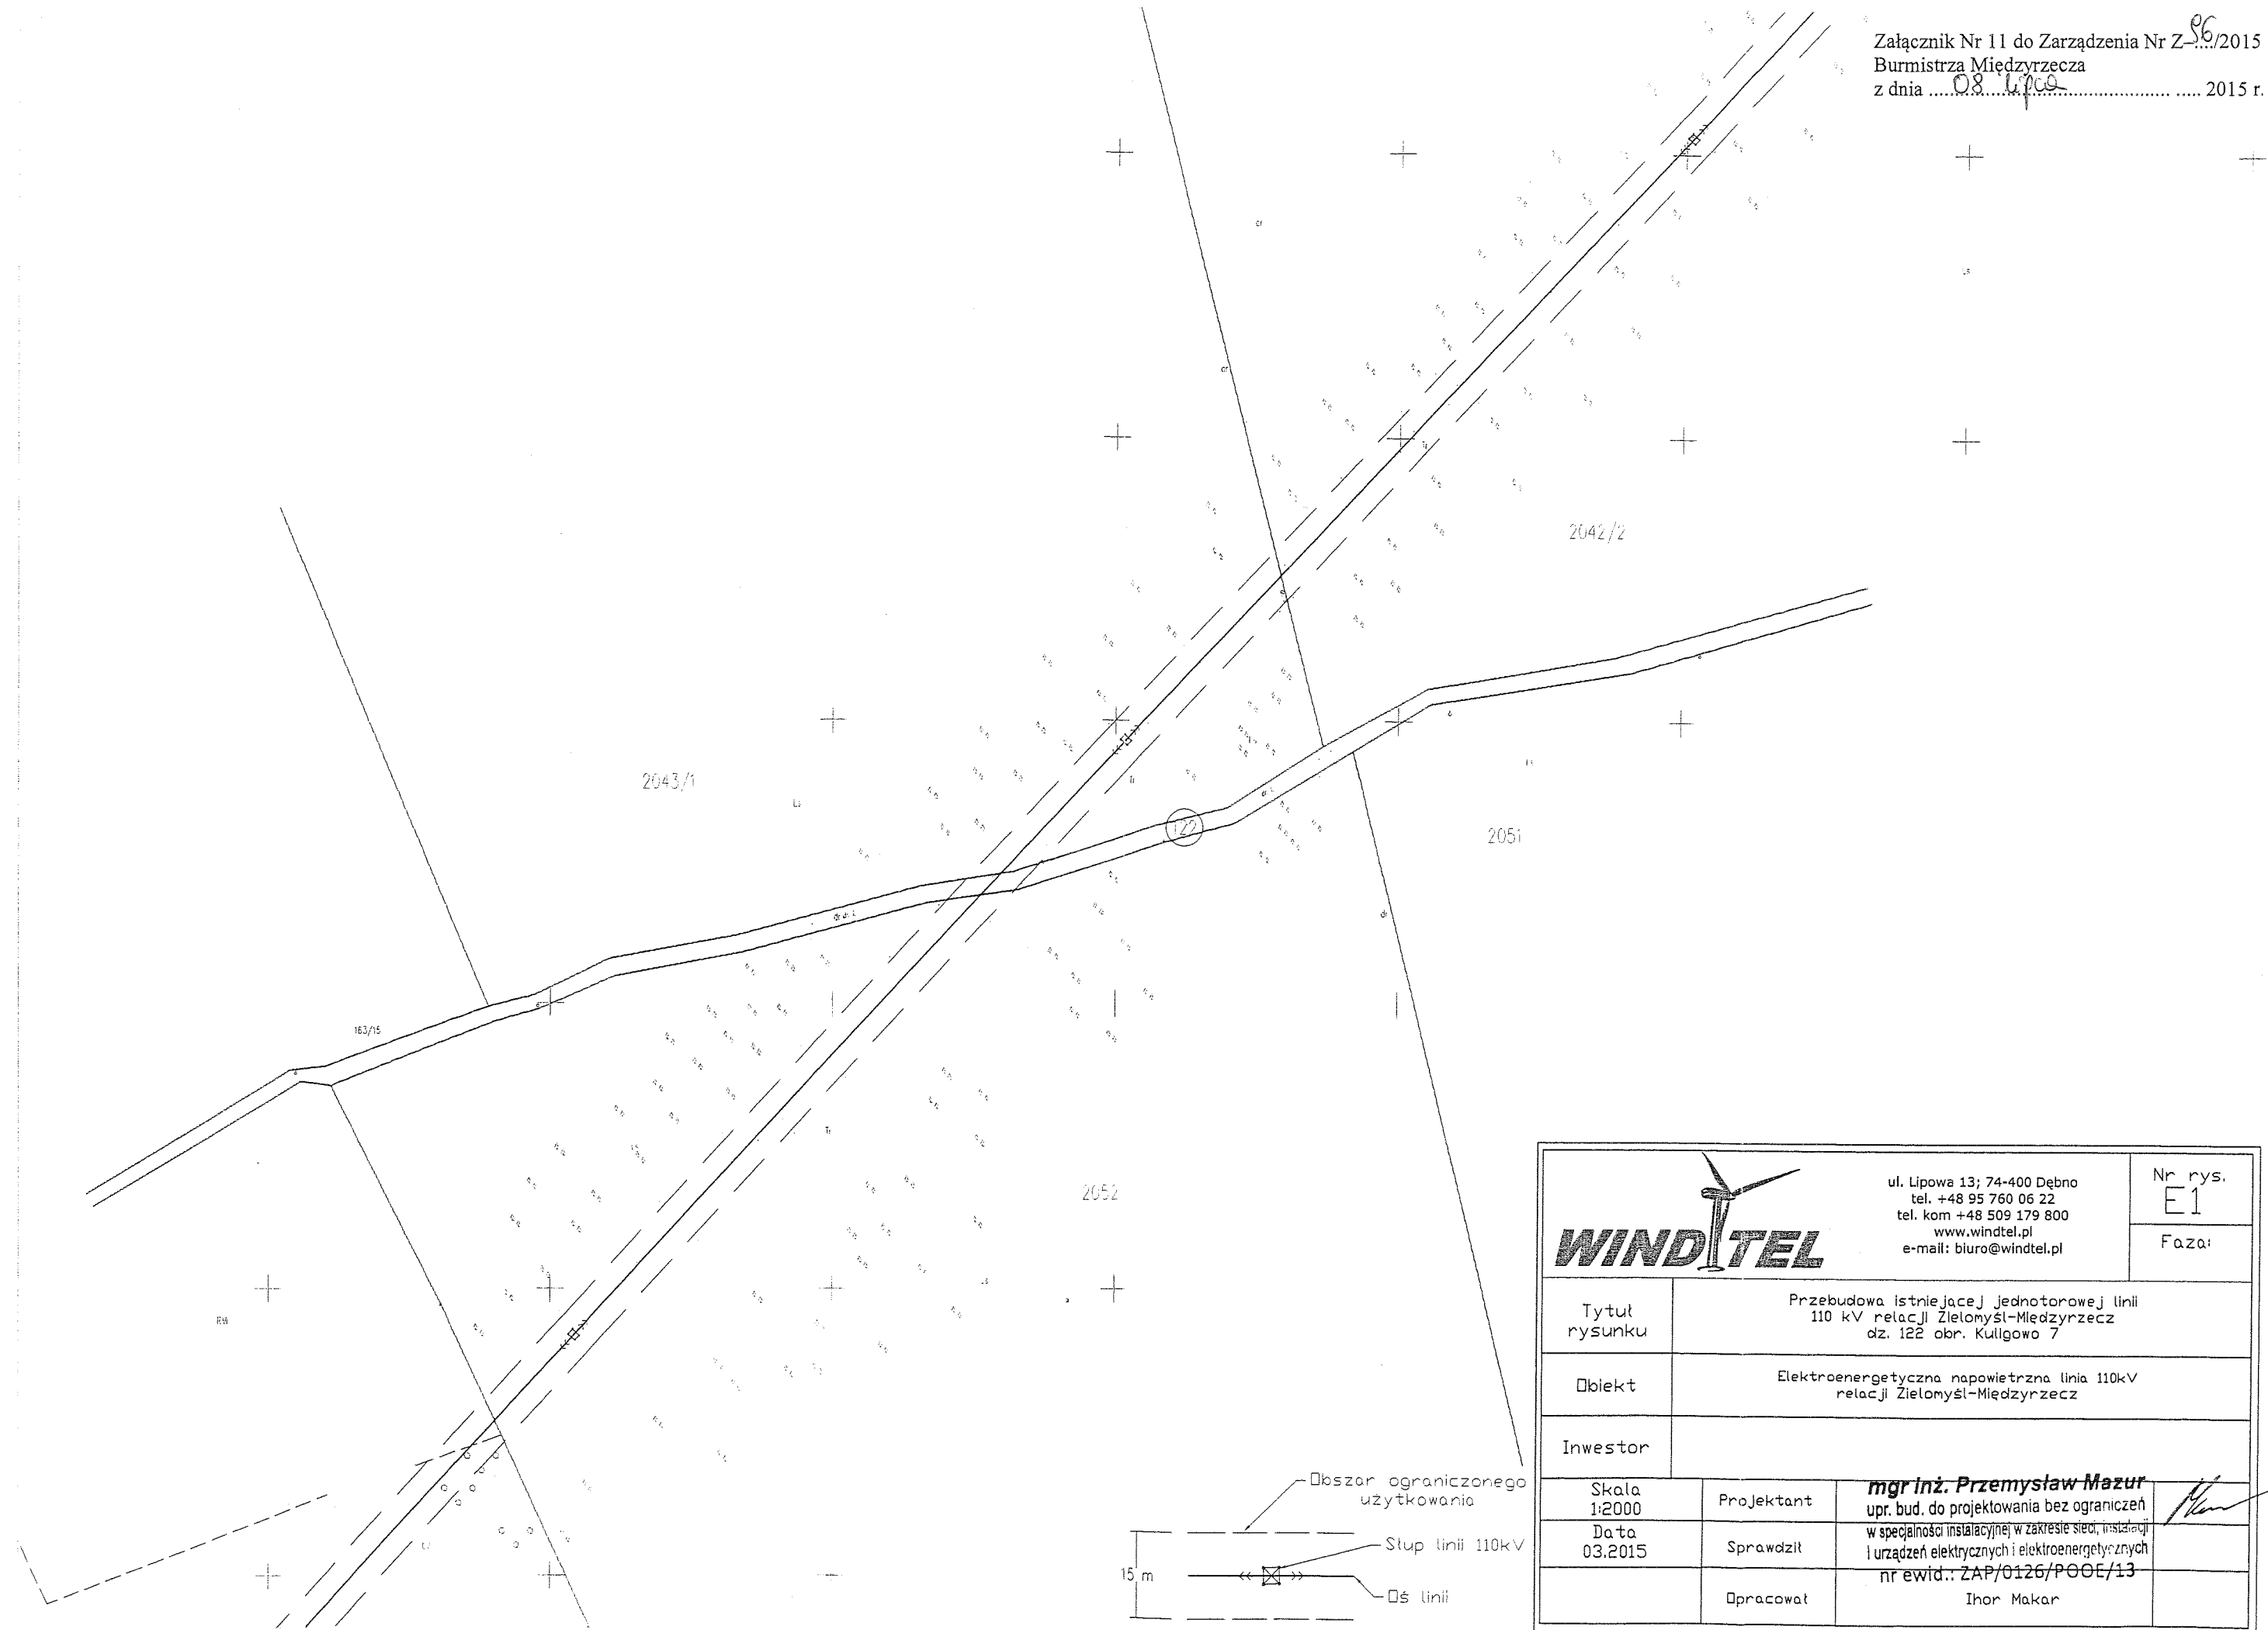 Załącznik Nr 11 do Zarządzenia Nr Z-96/2015
Burmistrza Międzyrzecza
z dnia .... 08 lipca .... 2015 r.
2042/2
2043/1
Ls
122
2051
163/15
2052
Obszar ograniczonego
użytkowania
Słup linii 110kV
15 m
Oś linii
WINDTEL
ul. Lipowa 13; 74-400 Dębno
tel. +48 95 760 06 22
tel. kom +48 509 179 800
www.windtel.pl
e-mail: biuro@windtel.pl
Nr rys.
E1
Faza:
Tytuł
rysunku
Przebudowa istniejącej jednotorowej linii
110 kV relacji Zielomyśl-Międzyrzecz
dz. 122 obr. Kuligowo 7
Obiekt
Elektroenergetyczna napowietrzna linia 110kV
relacji Zielomyśl-Międzyrzecz
Inwestor
Skala
1:2000
Projektant
mgr inż. Przemysław Mazur
upr. bud. do projektowania bez ograniczeń
w specjalności instalacyjnej w zakresie sieci, instalacji
i urządzeń elektrycznych i elektroenergetycznych
nr ewid.: ZAP/0126/POOE/13
Data
03.2015
Sprawdził
Opracował
Ihor Makar